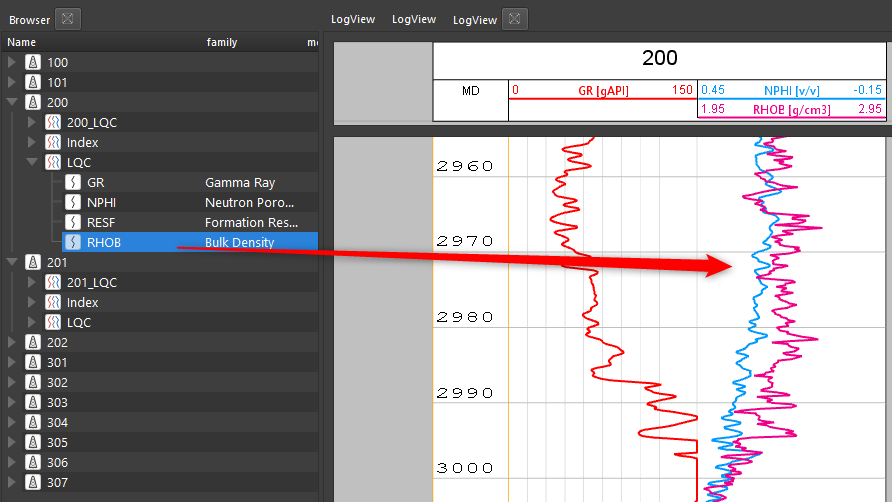 Browser
Name family m
100
101
200
200_LQC
Index
LQC
GR Gamma Ray
NPHI Neutron Poro...
RESF Formation Res...
RHOB Bulk Density
201
201_LQC
Index
LQC
202
301
302
303
304
305
306
307
LogView LogView LogView
200
MD 0 GR [gAPI] 150 0.45 NPHI [v/v] -0.15
1.95 RHOB [g/cm3] 2.95
2960
2970
2980
2990
3000